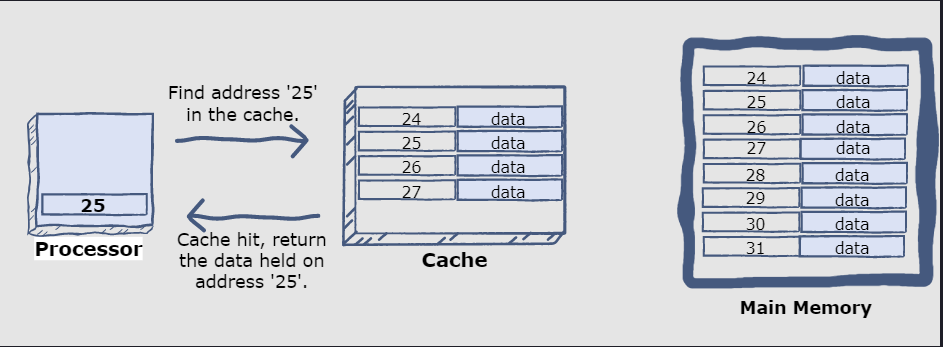 Find address '25'
in the cache.
25
Processor
Cache hit, return
the data held on
address '25'.
24 data
25 data
26 data
27 data
Cache
24 data
25 data
26 data
27 data
28 data
29 data
30 data
31 data
Main Memory